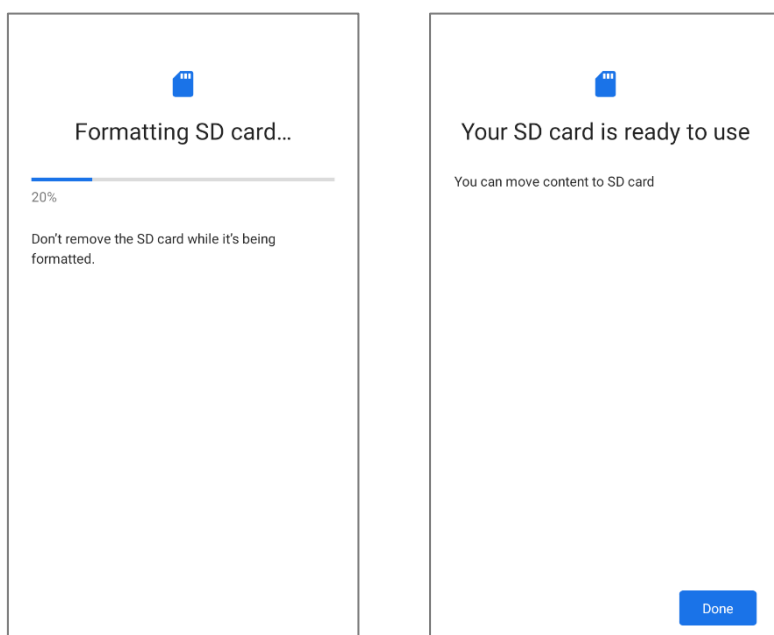 Formatting SD card…
20%
Don't remove the SD card while it's being
formatted.
Your SD card is ready to use
You can move content to SD card
Done